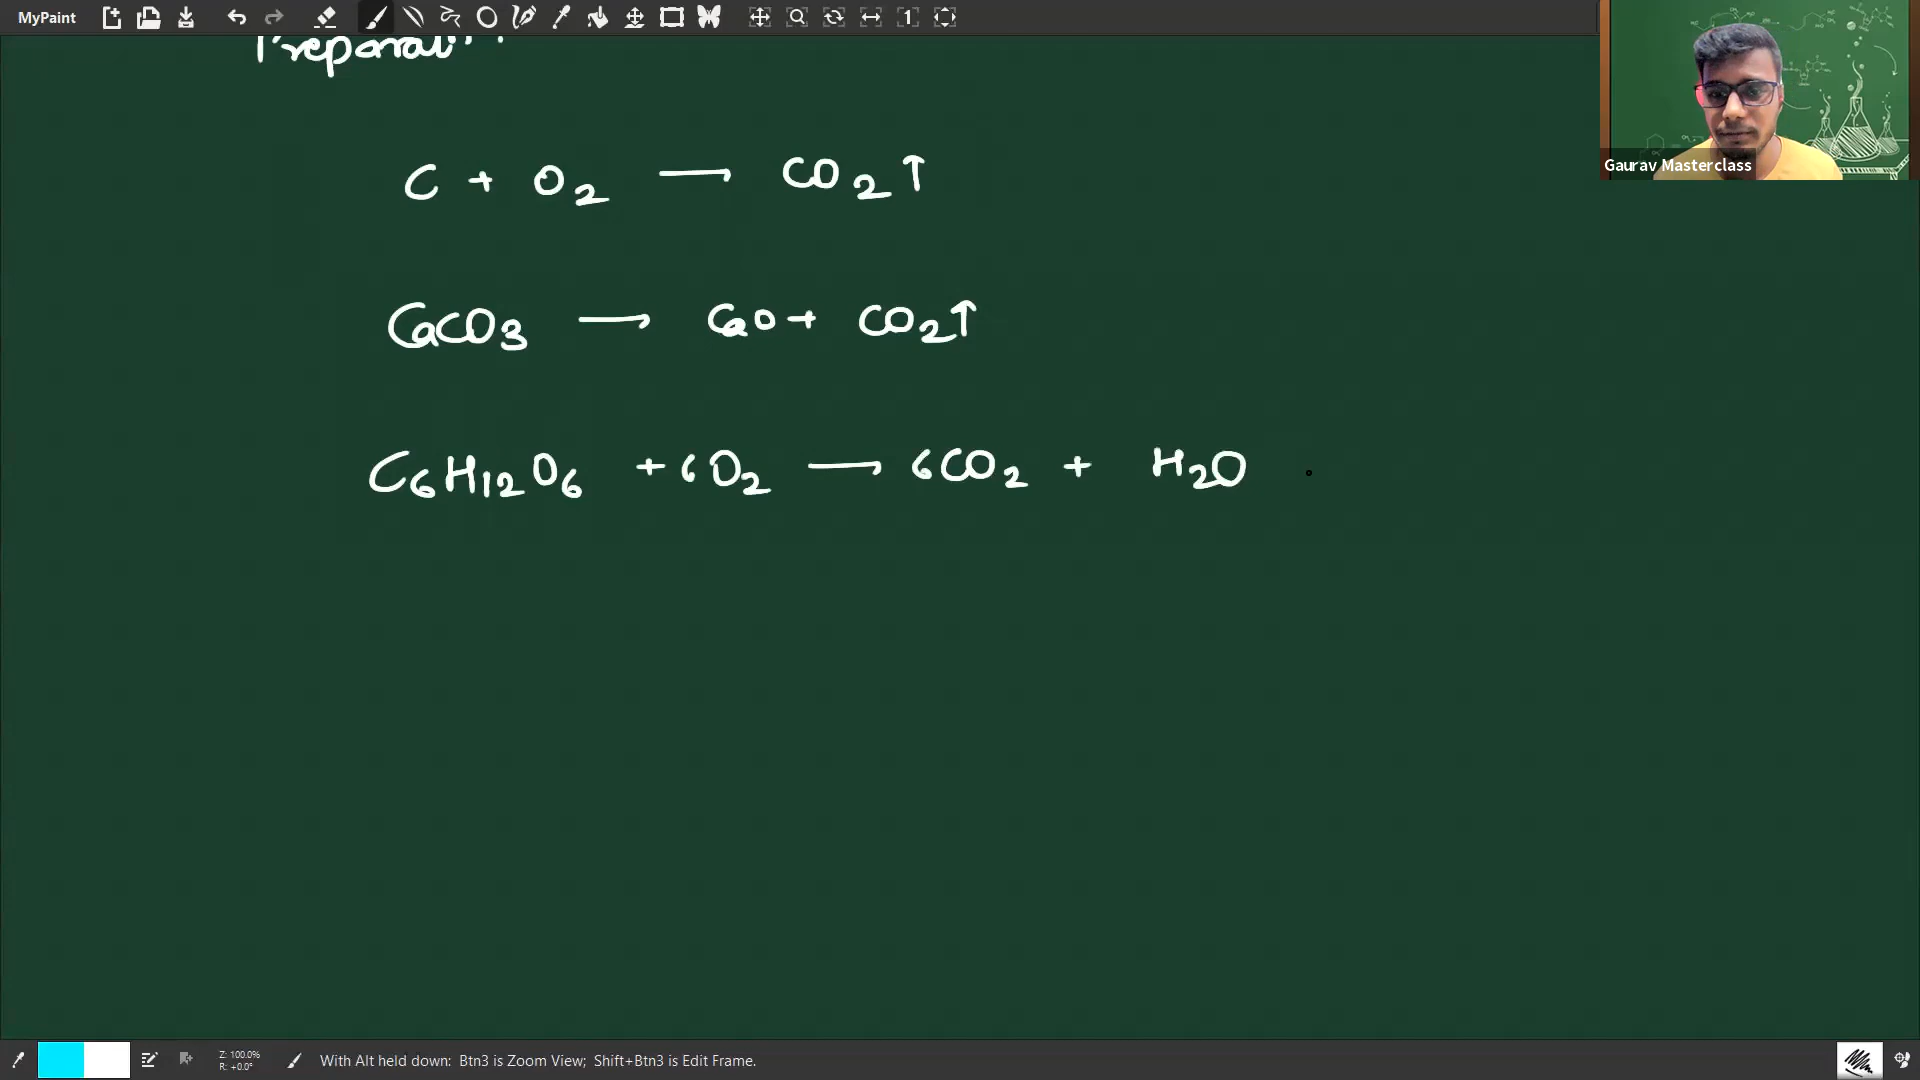 MyPaint
C + O2 → CO2 ↑
Gaurav Masterclass
CaCO3 → CaO + CO2 ↑
C6H12O6 + 6O2 → 6CO2 + H2O
Z: 100.0%
R: +0.0°
With Alt held down: Btn3 is Zoom View; Shift+Btn3 is Edit Frame.